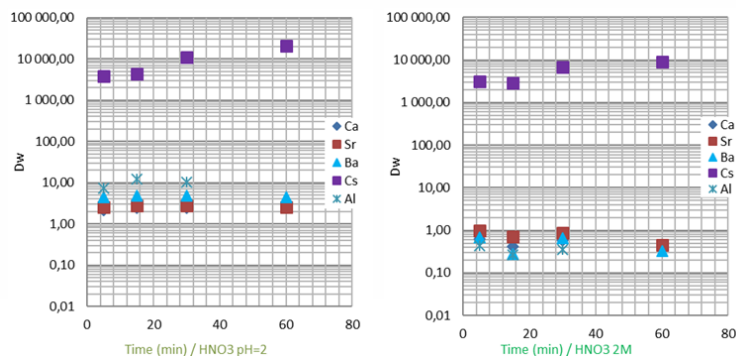 100 000,00
10 000,00
1 000,00
100,00
10,00
1,00
0,10
0,01
Dw
0
20
40
60
80
Ca
Sr
Ba
Cs
Al
Time (min) / HNO3 pH=2
100 000,00
10 000,00
1 000,00
100,00
10,00
1,00
0,10
0,01
Dw
0
20
40
60
80
Ca
Sr
Ba
Cs
Al
Time (min) / HNO3 2M